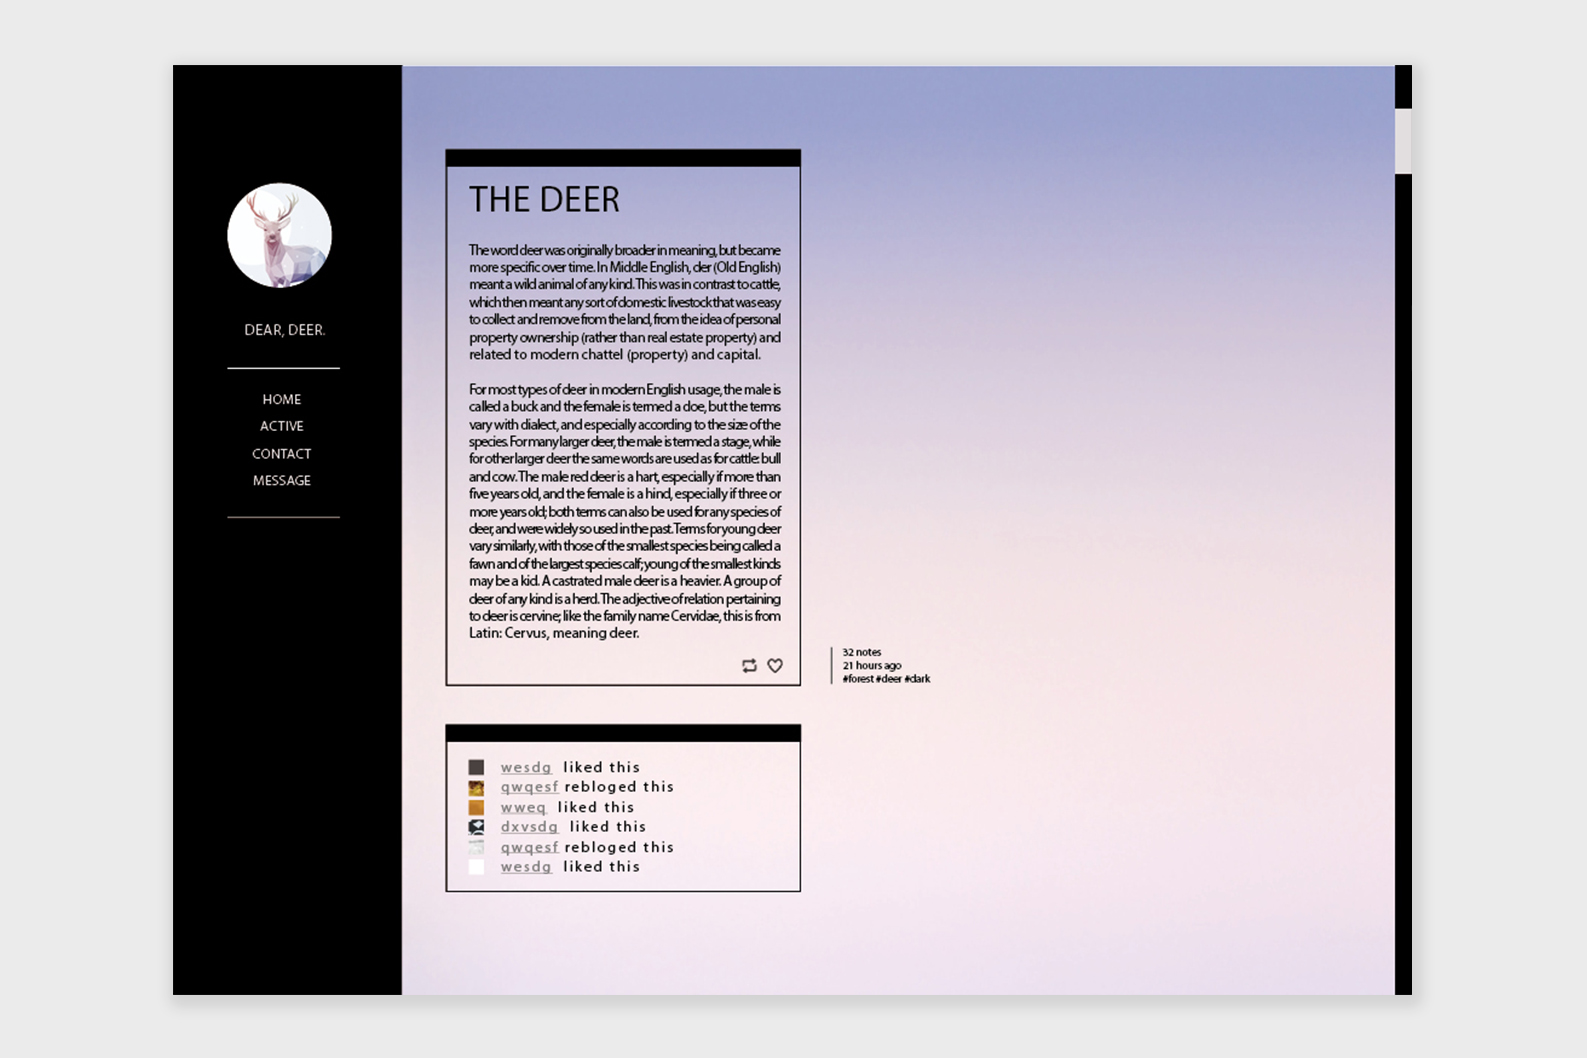 DEAR, DEER.
HOME
ACTIVE
CONTACT
MESSAGE
THE DEER
The word deer was originally broader in meaning, but became
more specific over time. In Middle English, der (Old English)
meant a wild animal of any kind. This was in contrast to cattle,
which then meant any sort of domestic livestock that was easy
to collect and remove from the land, from the idea of personal
property ownership (rather than real estate property) and
related to modern chattel (property) and capital.
For most types of deer in modern English usage, the male is
called a buck and the female is termed a doe, but the terms
vary with dialect, and especially according to the size of the
species. For many larger deer, the male is termed a stage, while
for other larger deer the same words are used as for cattle: bull
and cow. The male red deer is a hart, especially if more than
five years old, and the female is a hind, especially if three or
more years old; both terms can also be used for any species of
deer, and were widely so used in the past. Terms for young deer
vary similarly, with those of the smallest species being called a
fawn and of the largest species calf; young of the smallest kinds
may be a kid. A castrated male deer is a heavier. A group of
deer of any kind is a herd. The adjective of relation pertaining
to deer is cervine; like the family name Cervidae, this is from
Latin: Cervus, meaning deer.
32 notes
21 hours ago
#forest #deer #dark
wesdg liked this
qwqesf rebloged this
wweq liked this
dxvsdg liked this
qwqesf rebloged this
wesdg liked this